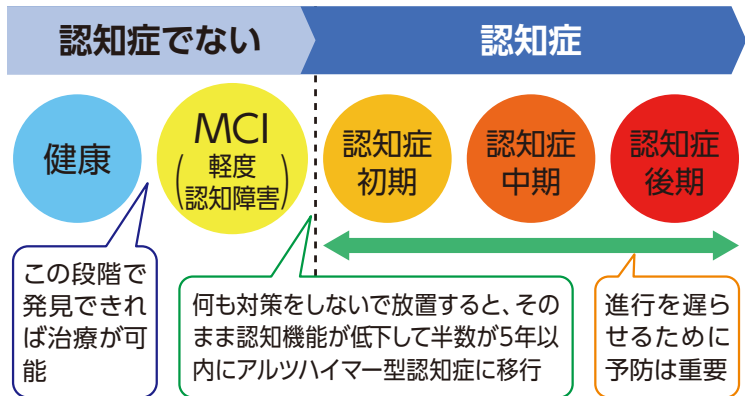 認知症でない
認知症
健康
MCI
(軽度
認知障害)
認知症
初期
認知症
中期
認知症
後期
この段階で
発見できれ
ば治療が可
能
何も対策をしないで放置すると、その
まま認知機能が低下して半数が5年以
内にアルツハイマー型認知症に移行
進行を遅ら
せるために
予防は重要